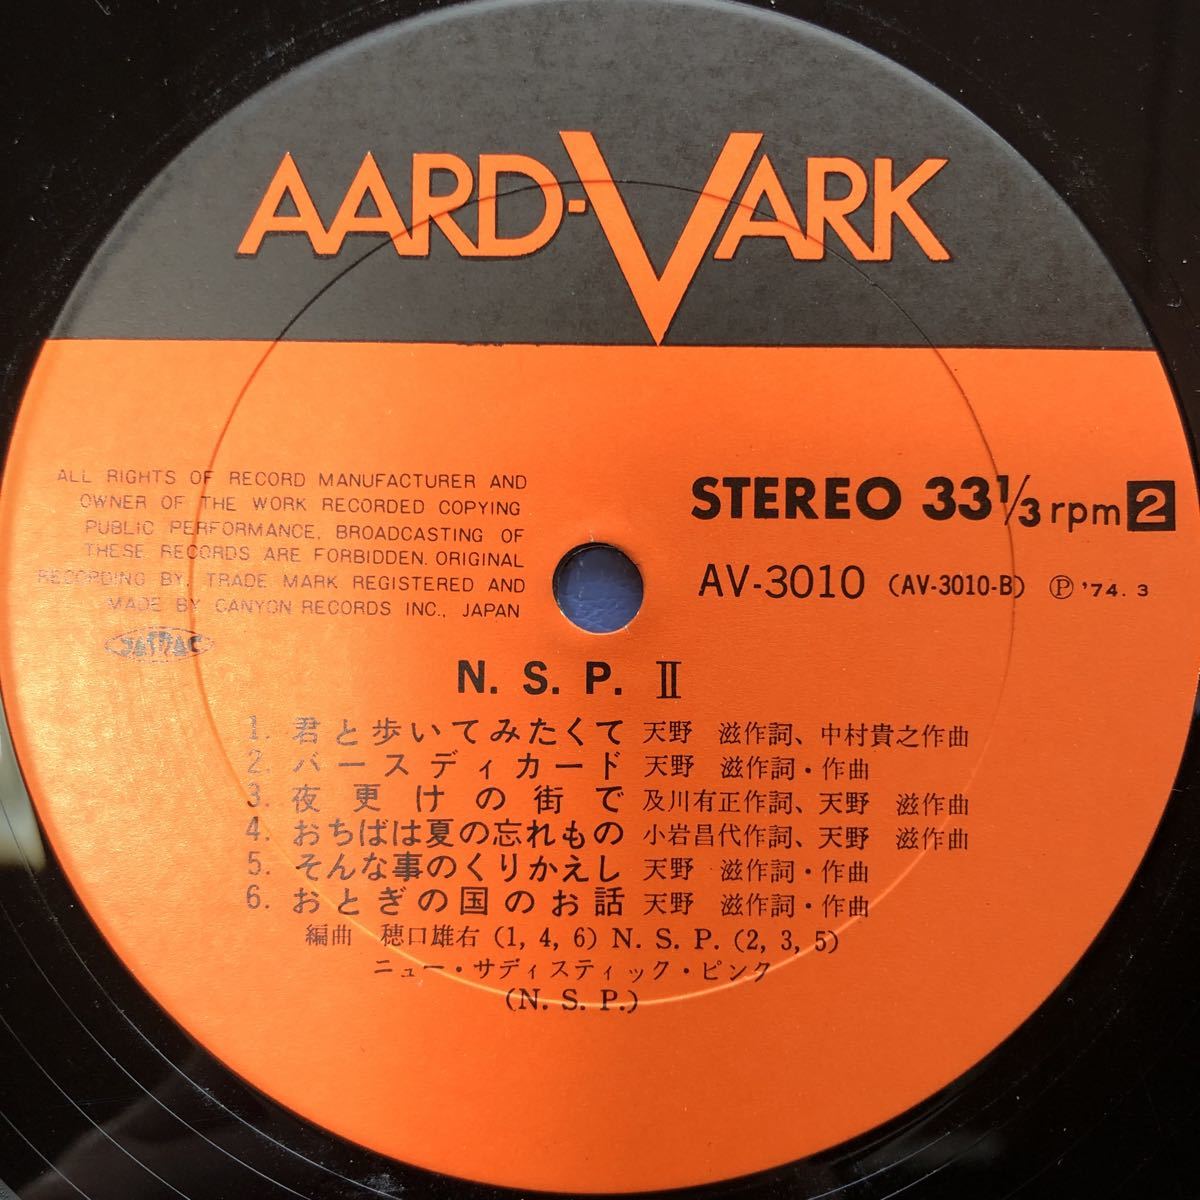 AARD-VARK
ALL RIGHTS OF RECORD MANUFACTURER AND
OWNER OF THE WORK RECORDED COPYING
PUBLIC PERFORMANCE, BROADCASTING OF
THESE RECORDS ARE FORBIDDEN. ORIGINAL
RECORDING BY, TRADE MARK REGISTERED AND
MADE BY CANYON RECORDS INC., JAPAN
JASRAC
STEREO 33 1/3 rpm 2
AV-3010 (AV-3010-B) Ⓟ '74. 3
N. S. P. Ⅱ
1. 君と歩いてみたくて 天野 滋作詞、中村貴之作曲
2. バースディカード 天野 滋作詞・作曲
3. 夜更けの街で 及川有正作詞、天野 滋作曲
4. おちばは夏の忘れもの 小岩昌代作詞、天野 滋作曲
5. そんな事のくりかえし 天野 滋作詞・作曲
6. おとぎの国のお話 天野 滋作詞・作曲
編曲 穂口雄右 (1, 4, 6) N. S. P. (2, 3, 5)
ニュー・サディスティック・ピンク
(N. S. P.)